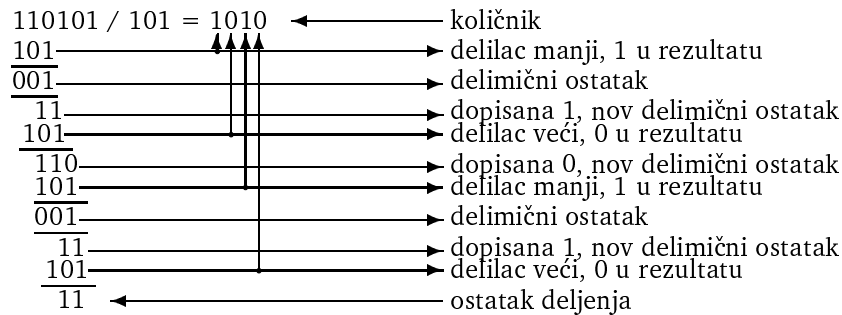 110101 / 101 = 1010 količnik
101 delilac manji, 1 u rezultatu
001 delimični ostatak
11 dopisana 1, nov delimični ostatak
101 delilac veći, 0 u rezultatu
110 dopisana 0, nov delimični ostatak
101 delilac manji, 1 u rezultatu
001 delimični ostatak
11 dopisana 1, nov delimični ostatak
101 delilac veći, 0 u rezultatu
11 ostatak deljenja